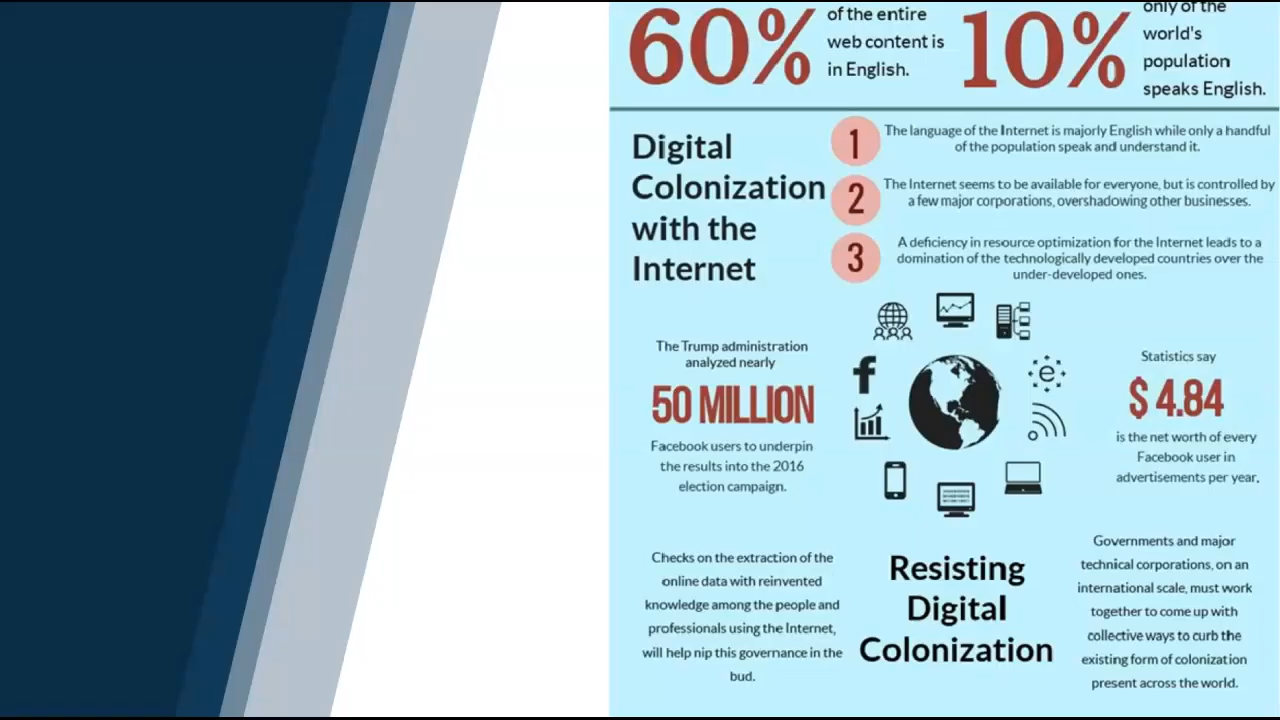 60%
of the entire
web content is
in English.
10%
only of the
world's
population
speaks English.
Digital
Colonization
with the
Internet
1
The language of the Internet is majorly English while only a handful
of the population speak and understand it.
2
The Internet seems to be available for everyone, but is controlled by
a few major corporations, overshadowing other businesses.
3
A deficiency in resource optimization for the Internet leads to a
domination of the technologically developed countries over the
under-developed ones.
The Trump administration
analyzed nearly
50 MILLION
Facebook users to underpin
the results into the 2016
election campaign.
f
e
Statistics say
$ 4.84
is the net worth of every
Facebook user in
advertisements per year.
Checks on the extraction of the
online data with reinvented
knowledge among the people and
professionals using the Internet,
will help nip this governance in the
bud.
Resisting
Digital
Colonization
Governments and major
technical corporations, on an
international scale, must work
together to come up with
collective ways to curb the
existing form of colonization
present across the world.